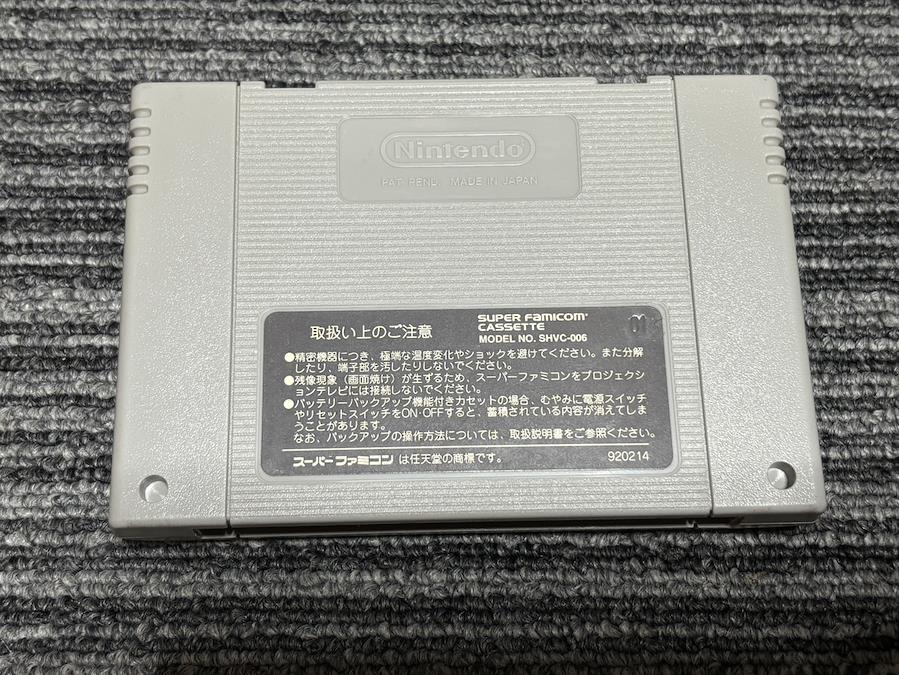 Nintendo
PAT. PEND. MADE IN JAPAN
取扱い上のご注意
SUPER FAMICOM
CASSETTE
MODEL NO. SHVC-006
01
●精密機器につき、極端な温度変化やショックを避けてください。また分解
したり、端子部を汚したりしないでください。
●残像現象(画面焼け)が生ずるため、スーパーファミコンをプロジェクシ
ョンテレビには接続しないでください。
●バッテリーバックアップ機能付きカセットの場合、むやみに電源スイッチ
やリセットスイッチをON・OFFすると、蓄積されている内容が消えてしま
うことがあります。
なお、バックアップの操作方法については、取扱説明書をご参照ください。
スーパーファミコンは任天堂の商標です。
920214